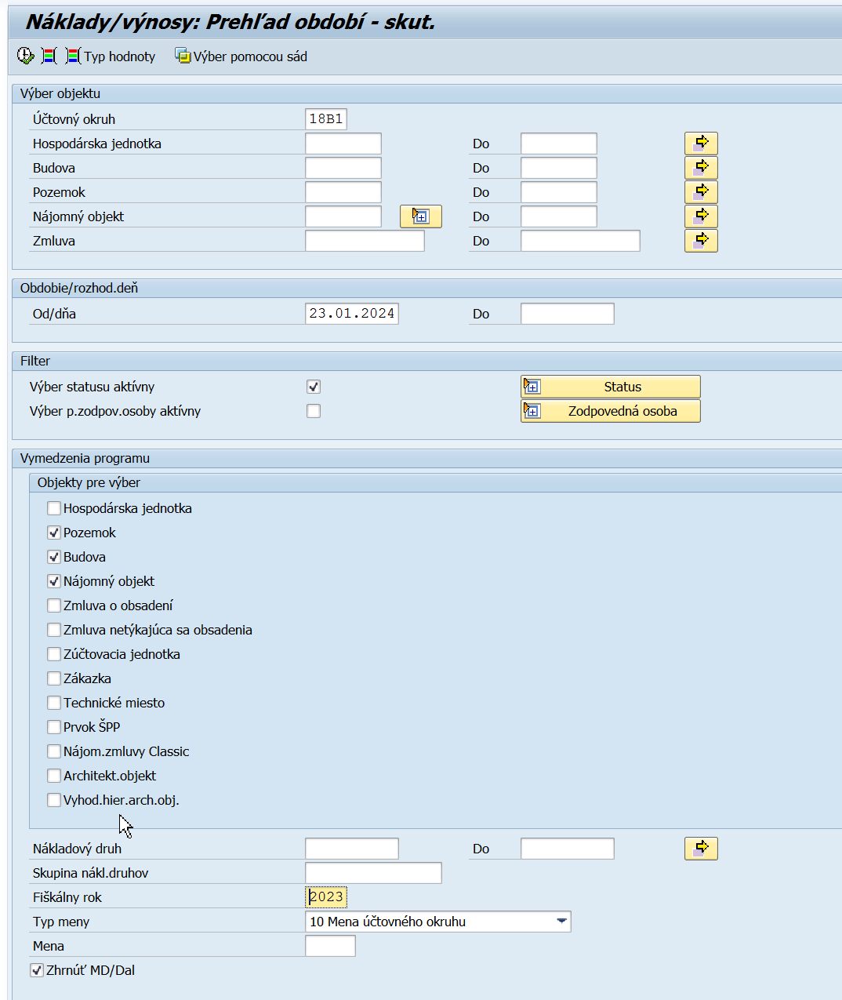 Náklady/výnosy: Prehľad období - skut.
Typ hodnoty Výber pomocou sád
Výber objektu
Účtovný okruh 18B1
Hospodárska jednotka Do
Budova Do
Pozemok Do
Nájomný objekt Do
Zmluva Do
Obdobie/rozhod.deň
Od/dňa 23.01.2024 Do
Filter
Výber statusu aktívny Status
Výber p.zodpov.osoby aktívny Zodpovedná osoba
Vymedzenia programu
Objekty pre výber
Hospodárska jednotka
Pozemok
Budova
Nájomný objekt
Zmluva o obsadení
Zmluva netýkajúca sa obsadenia
Zúčtovacia jednotka
Zákazka
Technické miesto
Prvok ŠPP
Nájom.zmluvy Classic
Architekt.objekt
Vyhod.hier.arch.obj.
Nákladový druh Do
Skupina nákl.druhov
Fiškálny rok 2023
Typ meny 10 Mena účtovného okruhu
Mena
Zhrnúť MD/Dal